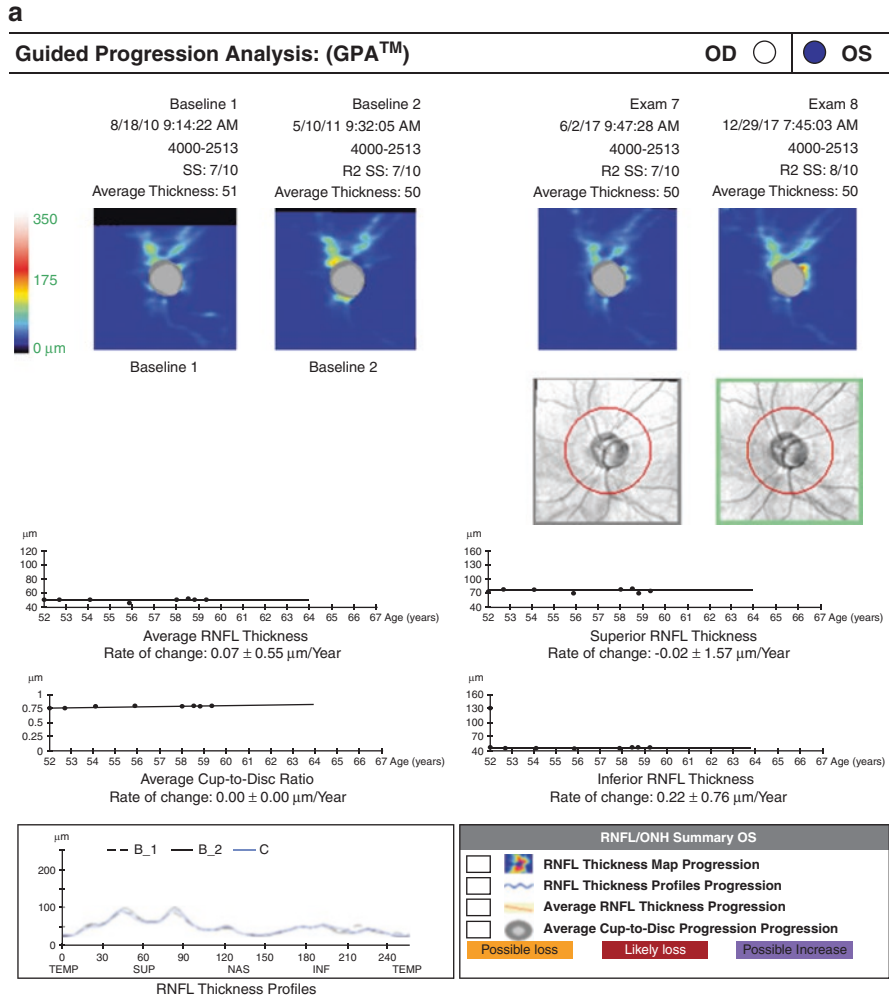 a
Guided Progression Analysis: (GPA™) OD OS
Baseline 1
8/18/10 9:14:22 AM
4000-2513
SS: 7/10
Average Thickness: 51
Baseline 2
5/10/11 9:32:05 AM
4000-2513
R2 SS: 7/10
Average Thickness: 50
Exam 7
6/2/17 9:47:28 AM
4000-2513
R2 SS: 7/10
Average Thickness: 50
Exam 8
12/29/17 7:45:03 AM
4000-2513
R2 SS: 8/10
Average Thickness: 50
350
175
0 µm
Baseline 1
Baseline 2
µm
120
100
80
60
40
52 53 54 55 56 57 58 59 60 61 62 63 64 65 66 67 Age (years)
Average RNFL Thickness
Rate of change: 0.07 ± 0.55 µm/Year
µm
160
130
100
70
40
52 53 54 55 56 57 58 59 60 61 62 63 64 65 66 67 Age (years)
Superior RNFL Thickness
Rate of change: -0.02 ± 1.57 µm/Year
1
0.75
0.5
0.25
0
52 53 54 55 56 57 58 59 60 61 62 63 64 65 66 67 Age (years)
Average Cup-to-Disc Ratio
Rate of change: 0.00 ± 0.00 µm/Year
160
130
100
70
40
52 53 54 55 56 57 58 59 60 61 62 63 64 65 66 67 Age (years)
Inferior RNFL Thickness
Rate of change: 0.22 ± 0.76 µm/Year
µm
B_1 B_2 C
200
100
0
0 30 60 90 120 150 180 210 240
TEMP SUP NAS INF TEMP
RNFL Thickness Profiles
RNFL/ONH Summary OS
RNFL Thickness Map Progression
RNFL Thickness Profiles Progression
Average RNFL Thickness Progression
Average Cup-to-Disc Progression Progression
Possible loss Likely loss Possible Increase